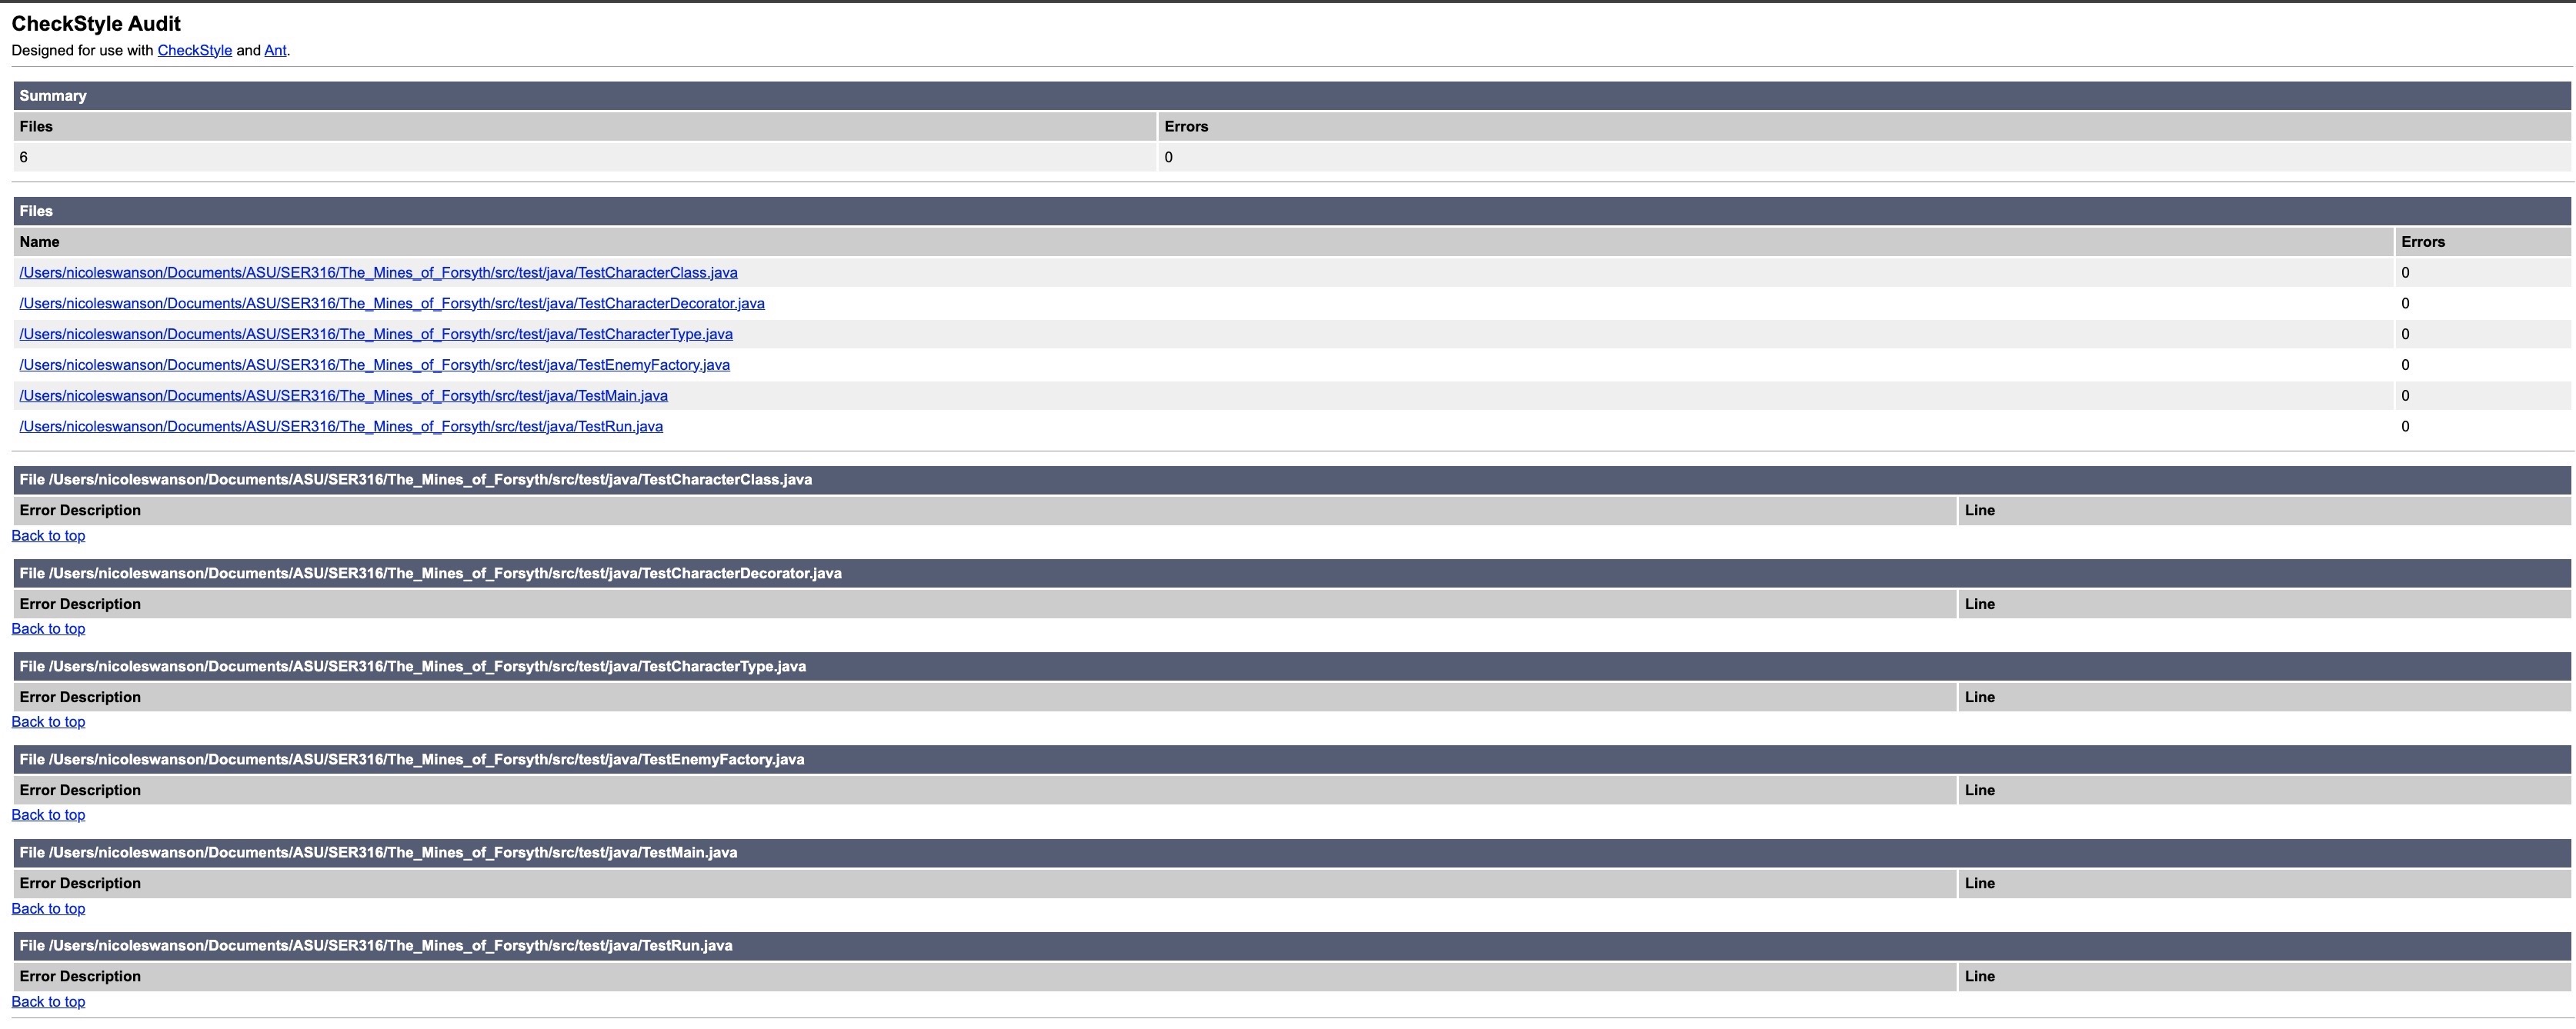 CheckStyle Audit
Designed for use with CheckStyle and Ant.
Summary
Files Errors
6 0
Files
Name Errors
/Users/nicoleswanson/Documents/ASU/SER316/The_Mines_of_Forsyth/src/test/java/TestCharacterClass.java 0
/Users/nicoleswanson/Documents/ASU/SER316/The_Mines_of_Forsyth/src/test/java/TestCharacterDecorator.java 0
/Users/nicoleswanson/Documents/ASU/SER316/The_Mines_of_Forsyth/src/test/java/TestCharacterType.java 0
/Users/nicoleswanson/Documents/ASU/SER316/The_Mines_of_Forsyth/src/test/java/TestEnemyFactory.java 0
/Users/nicoleswanson/Documents/ASU/SER316/The_Mines_of_Forsyth/src/test/java/TestMain.java 0
/Users/nicoleswanson/Documents/ASU/SER316/The_Mines_of_Forsyth/src/test/java/TestRun.java 0
File /Users/nicoleswanson/Documents/ASU/SER316/The_Mines_of_Forsyth/src/test/java/TestCharacterClass.java
Error Description Line
Back to top
File /Users/nicoleswanson/Documents/ASU/SER316/The_Mines_of_Forsyth/src/test/java/TestCharacterDecorator.java
Error Description Line
Back to top
File /Users/nicoleswanson/Documents/ASU/SER316/The_Mines_of_Forsyth/src/test/java/TestCharacterType.java
Error Description Line
Back to top
File /Users/nicoleswanson/Documents/ASU/SER316/The_Mines_of_Forsyth/src/test/java/TestEnemyFactory.java
Error Description Line
Back to top
File /Users/nicoleswanson/Documents/ASU/SER316/The_Mines_of_Forsyth/src/test/java/TestMain.java
Error Description Line
Back to top
File /Users/nicoleswanson/Documents/ASU/SER316/The_Mines_of_Forsyth/src/test/java/TestRun.java
Error Description Line
Back to top